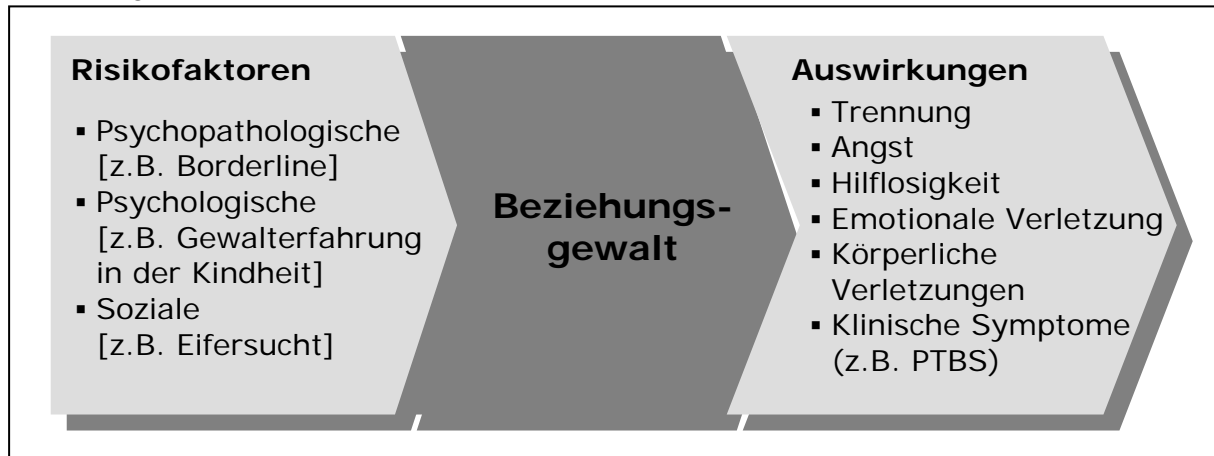 Risikofaktoren
▪ Psychopathologische
[z.B. Borderline]
▪ Psychologische
[z.B. Gewalterfahrung
in der Kindheit]
▪ Soziale
[z.B. Eifersucht]
Beziehungs-
gewalt
Auswirkungen
▪ Trennung
▪ Angst
▪ Hilflosigkeit
▪ Emotionale Verletzung
▪ Körperliche
Verletzungen
▪ Klinische Symptome
(z.B. PTBS)